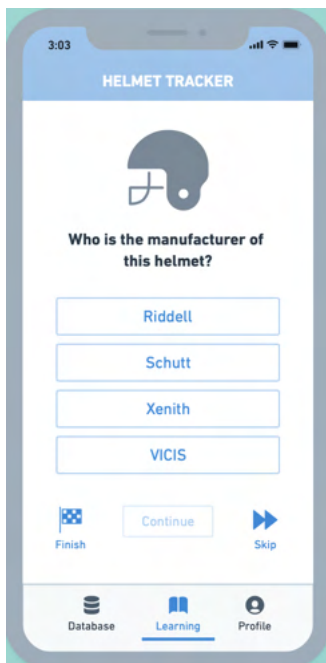 3:03
HELMET TRACKER
Who is the manufacturer of
this helmet?
Riddell
Schutt
Xenith
VICIS
Continue
Finish
Skip
Database
Learning
Profile